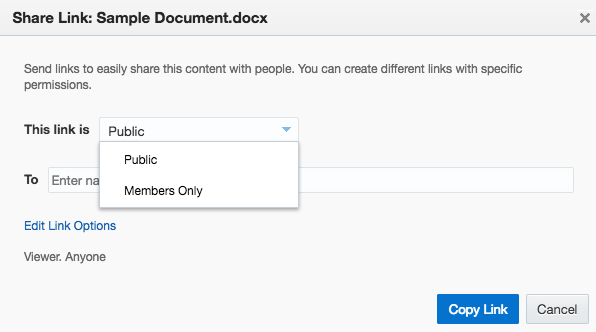 Share Link: Sample Document.docx
Send links to easily share this content with people. You can create different links with specific
permissions.
This link is Public
Public
To Enter
Members Only
Edit Link Options
Viewer. Anyone
Copy Link Cancel